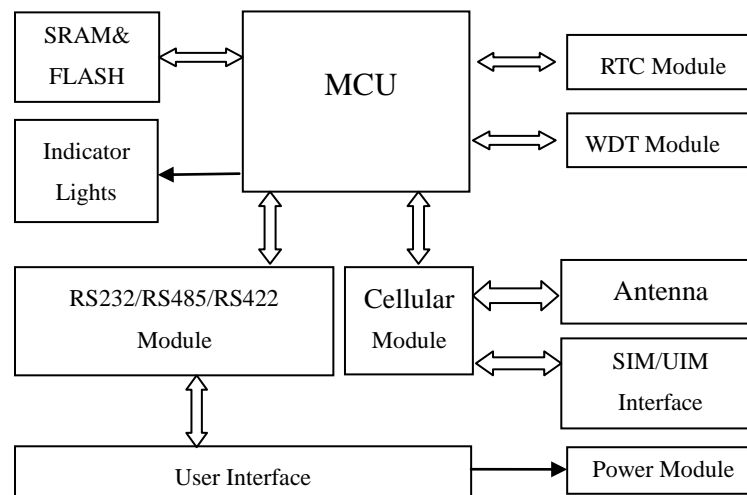 SRAM&
FLASH
MCU
RTC Module
WDT Module
Indicator
Lights
RS232/RS485/RS422
Module
Cellular
Module
Antenna
SIM/UIM
Interface
User Interface
Power Module